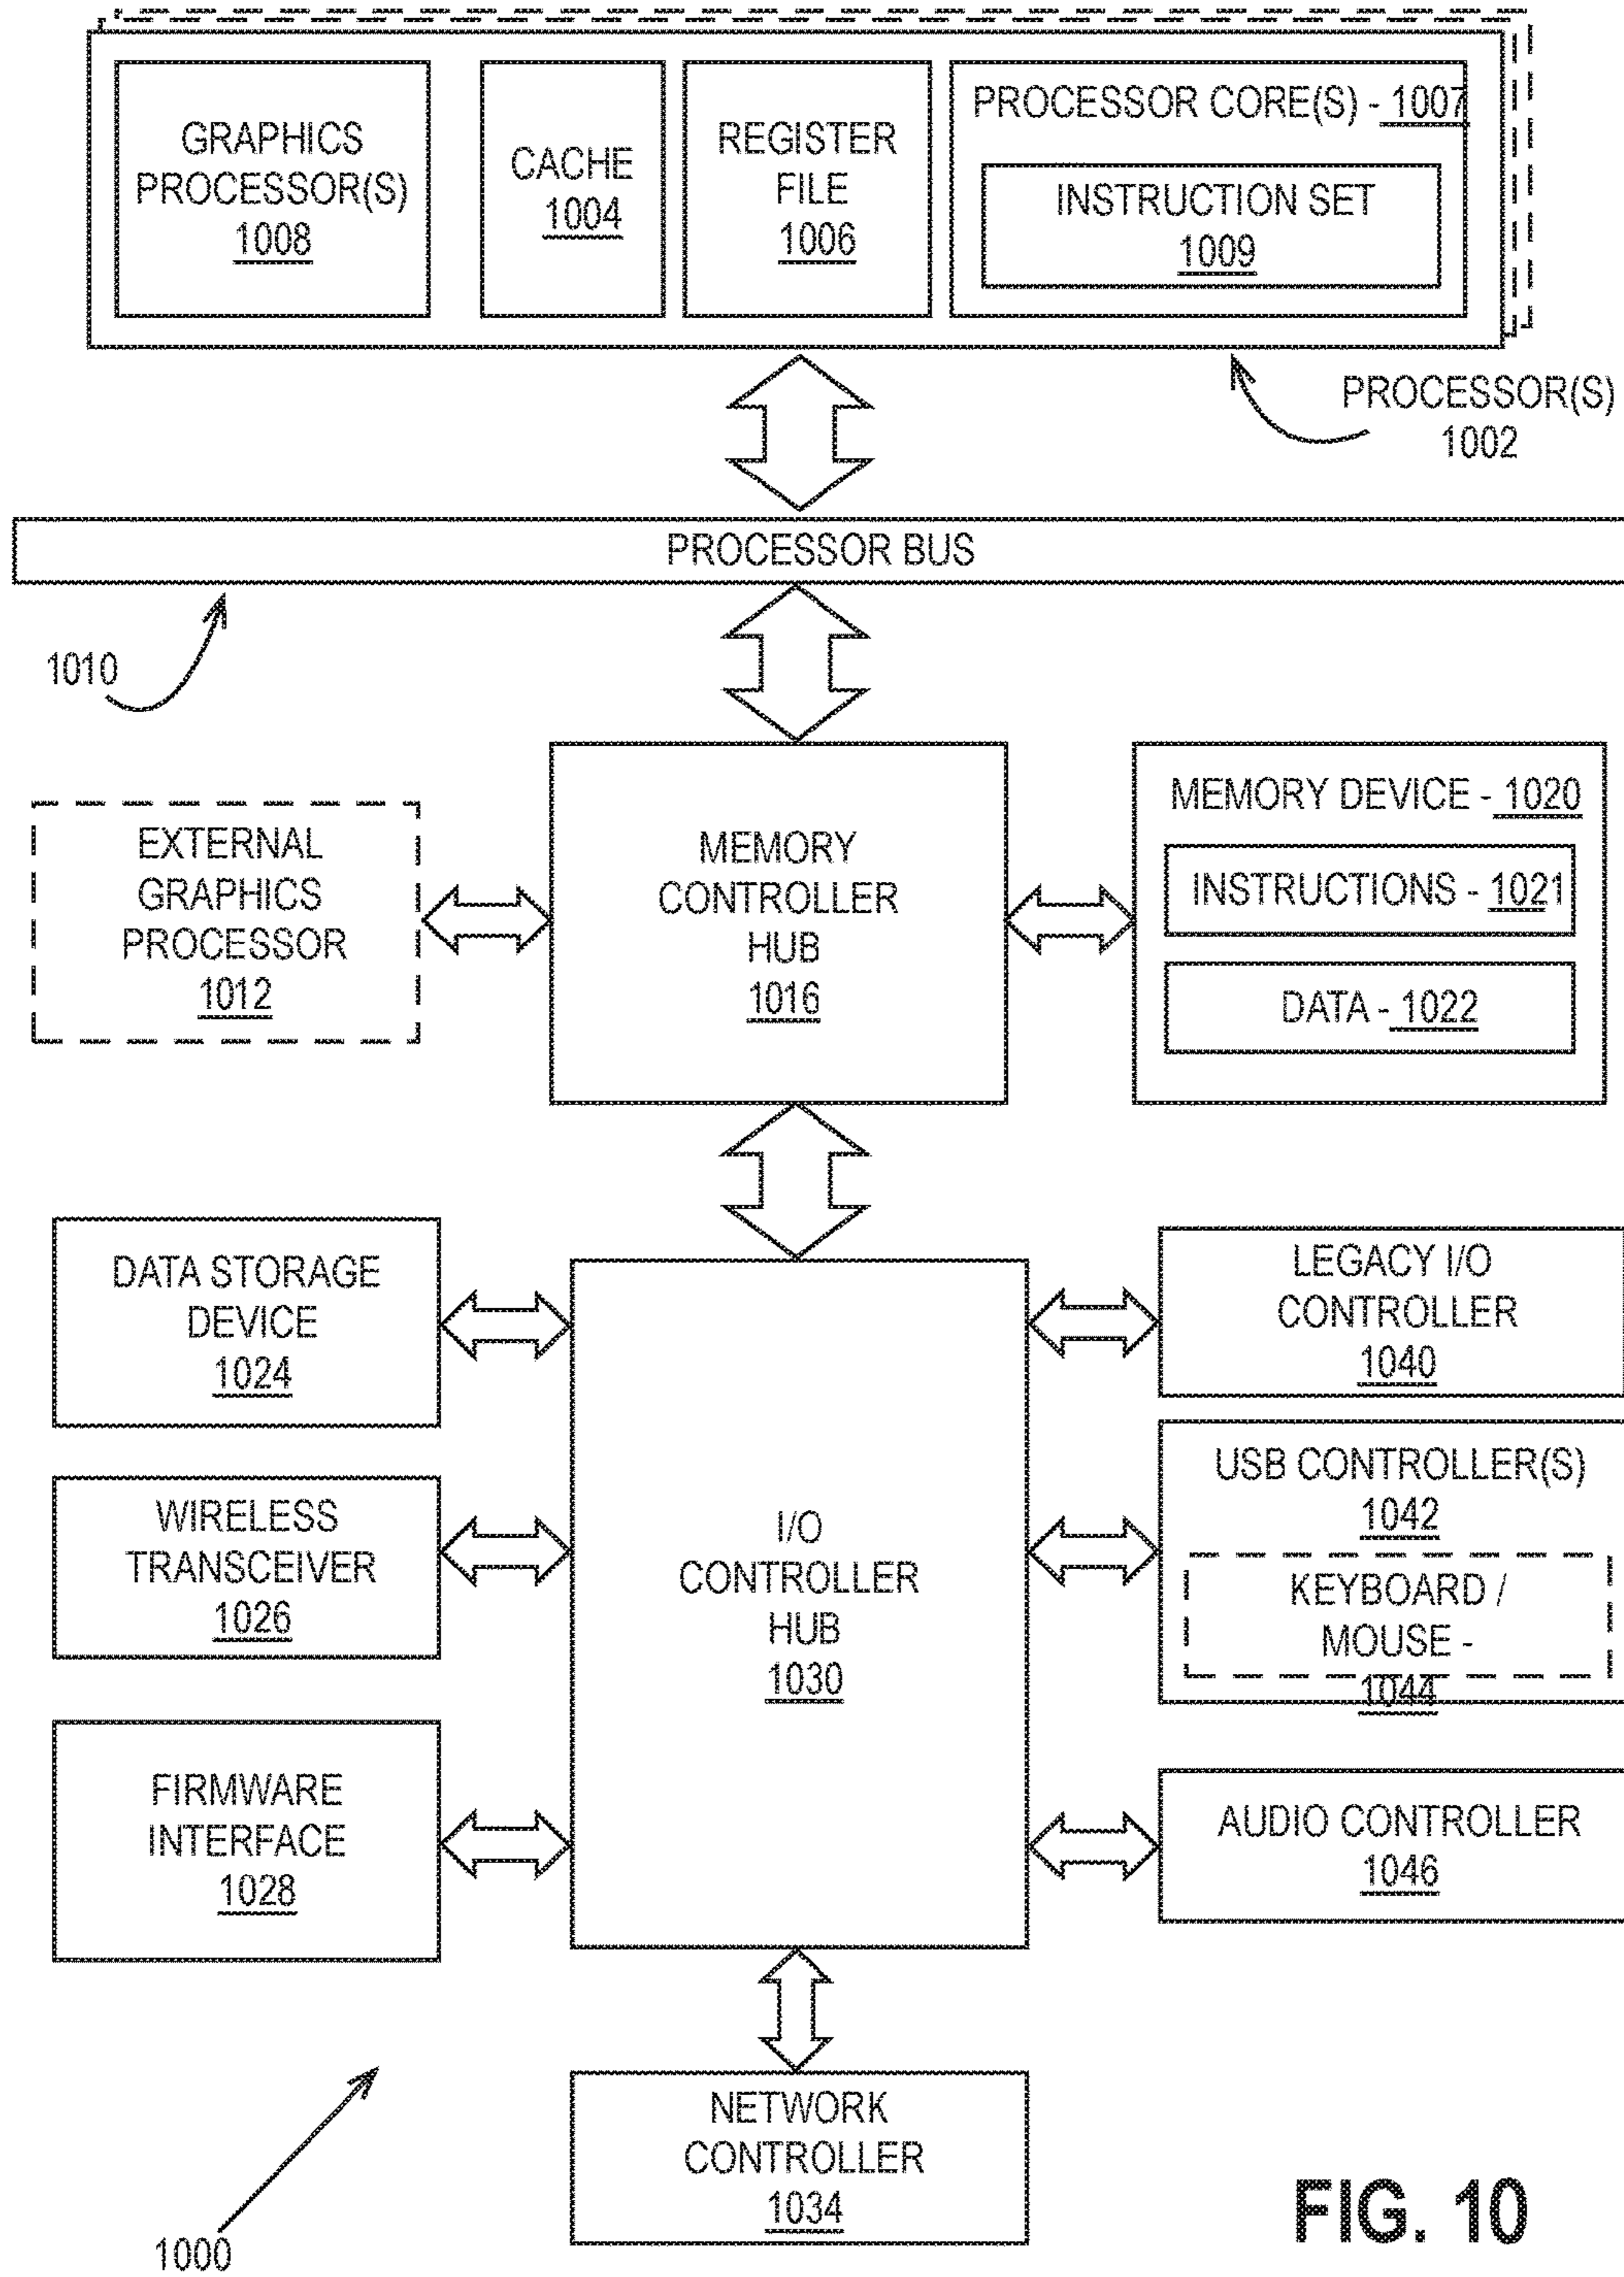 GRAPHICS
PROCESSOR(S)
1008
CACHE
1004
REGISTER
FILE
1006
PROCESSOR CORE(S) - 1007
INSTRUCTION SET
1009
PROCESSOR(S)
1002
PROCESSOR BUS
1010
EXTERNAL
GRAPHICS
PROCESSOR
1012
MEMORY
CONTROLLER
HUB
1016
MEMORY DEVICE - 1020
INSTRUCTIONS - 1021
DATA - 1022
DATA STORAGE
DEVICE
1024
WIRELESS
TRANSCEIVER
1026
FIRMWARE
INTERFACE
1028
I/O
CONTROLLER
HUB
1030
LEGACY I/O
CONTROLLER
1040
USB CONTROLLER(S)
1042
KEYBOARD /
MOUSE -
1044
AUDIO CONTROLLER
1046
NETWORK
CONTROLLER
1034
1000
FIG. 10